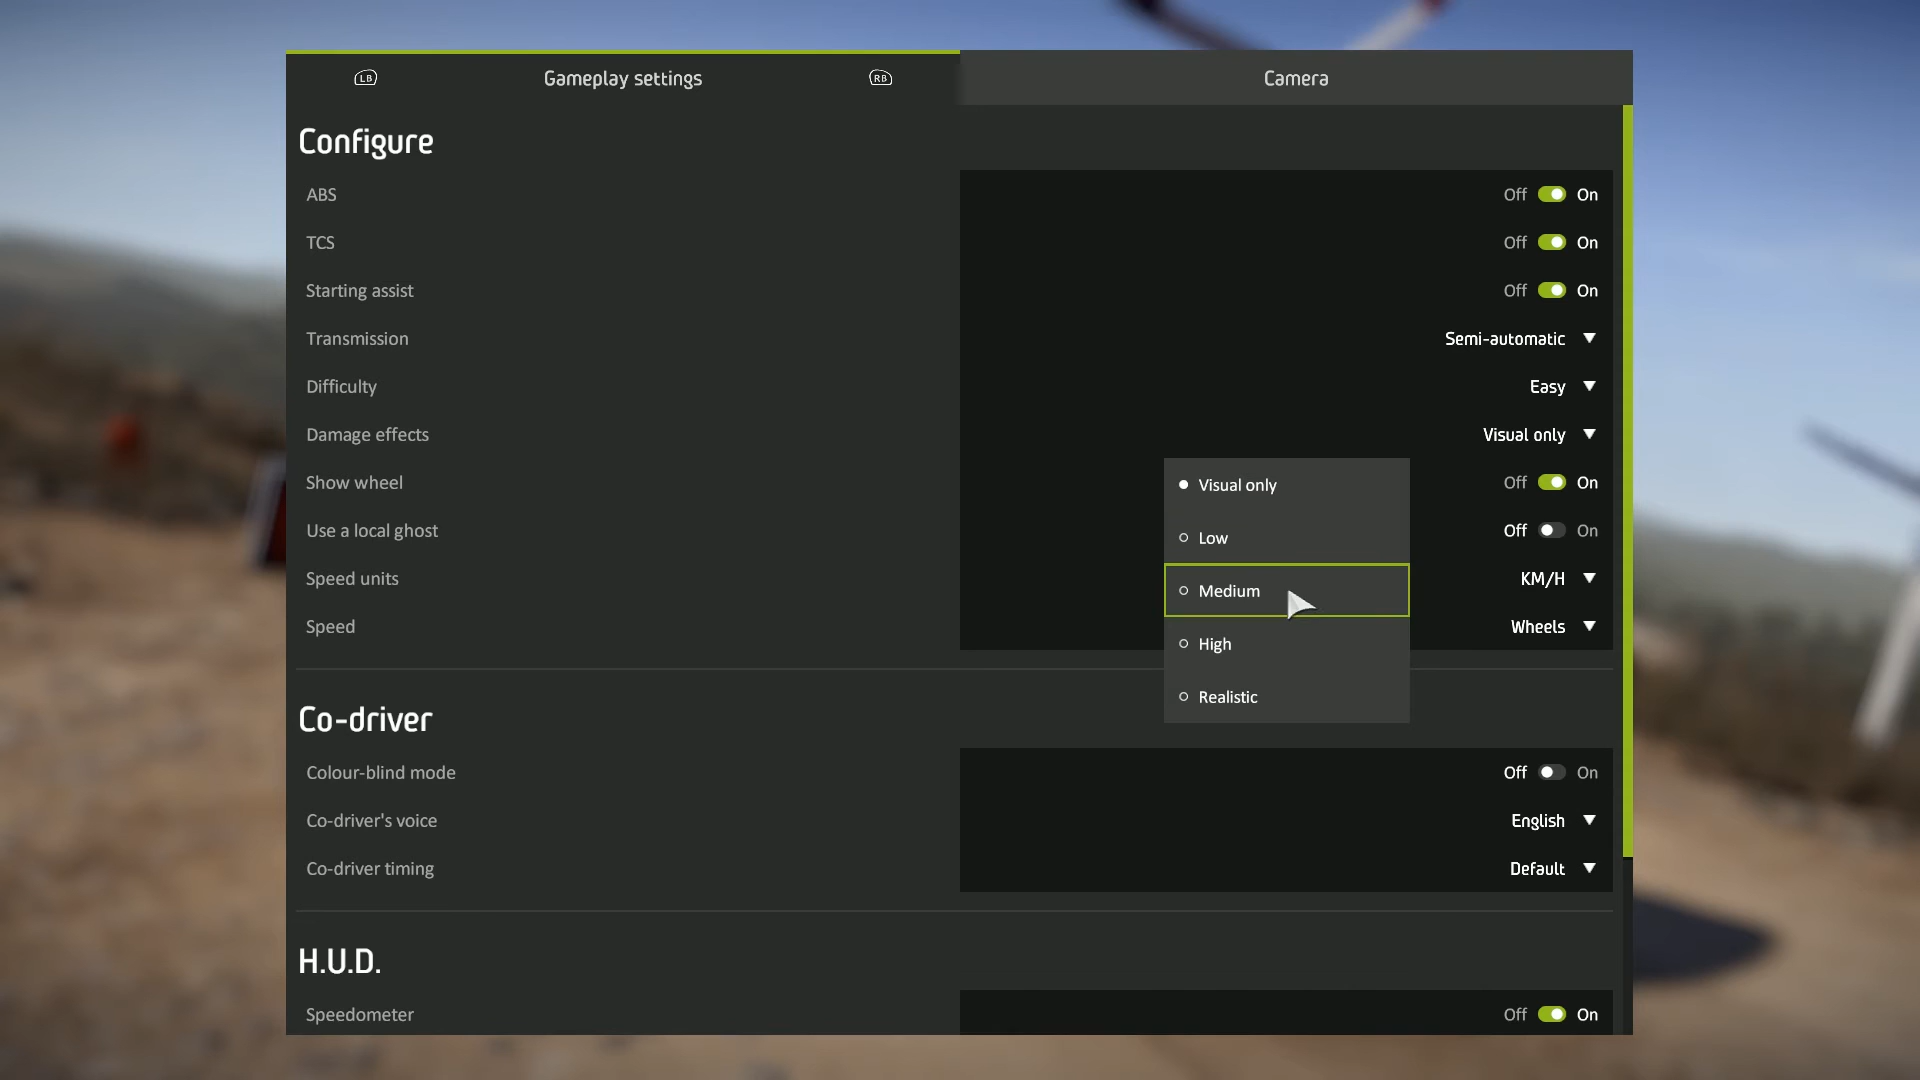 LB
Gameplay settings
RB
Camera
Configure
ABS
Off On
TCS
Off On
Starting assist
Off On
Transmission
Semi-automatic
Difficulty
Easy
Damage effects
Visual only
Show wheel
Off On
Use a local ghost
Off On
Speed units
KM/H
Speed
Wheels
Visual only
Low
Medium
High
Realistic
Co-driver
Colour-blind mode
Off On
Co-driver's voice
English
Co-driver timing
Default
H.U.D.
Speedometer
Off On